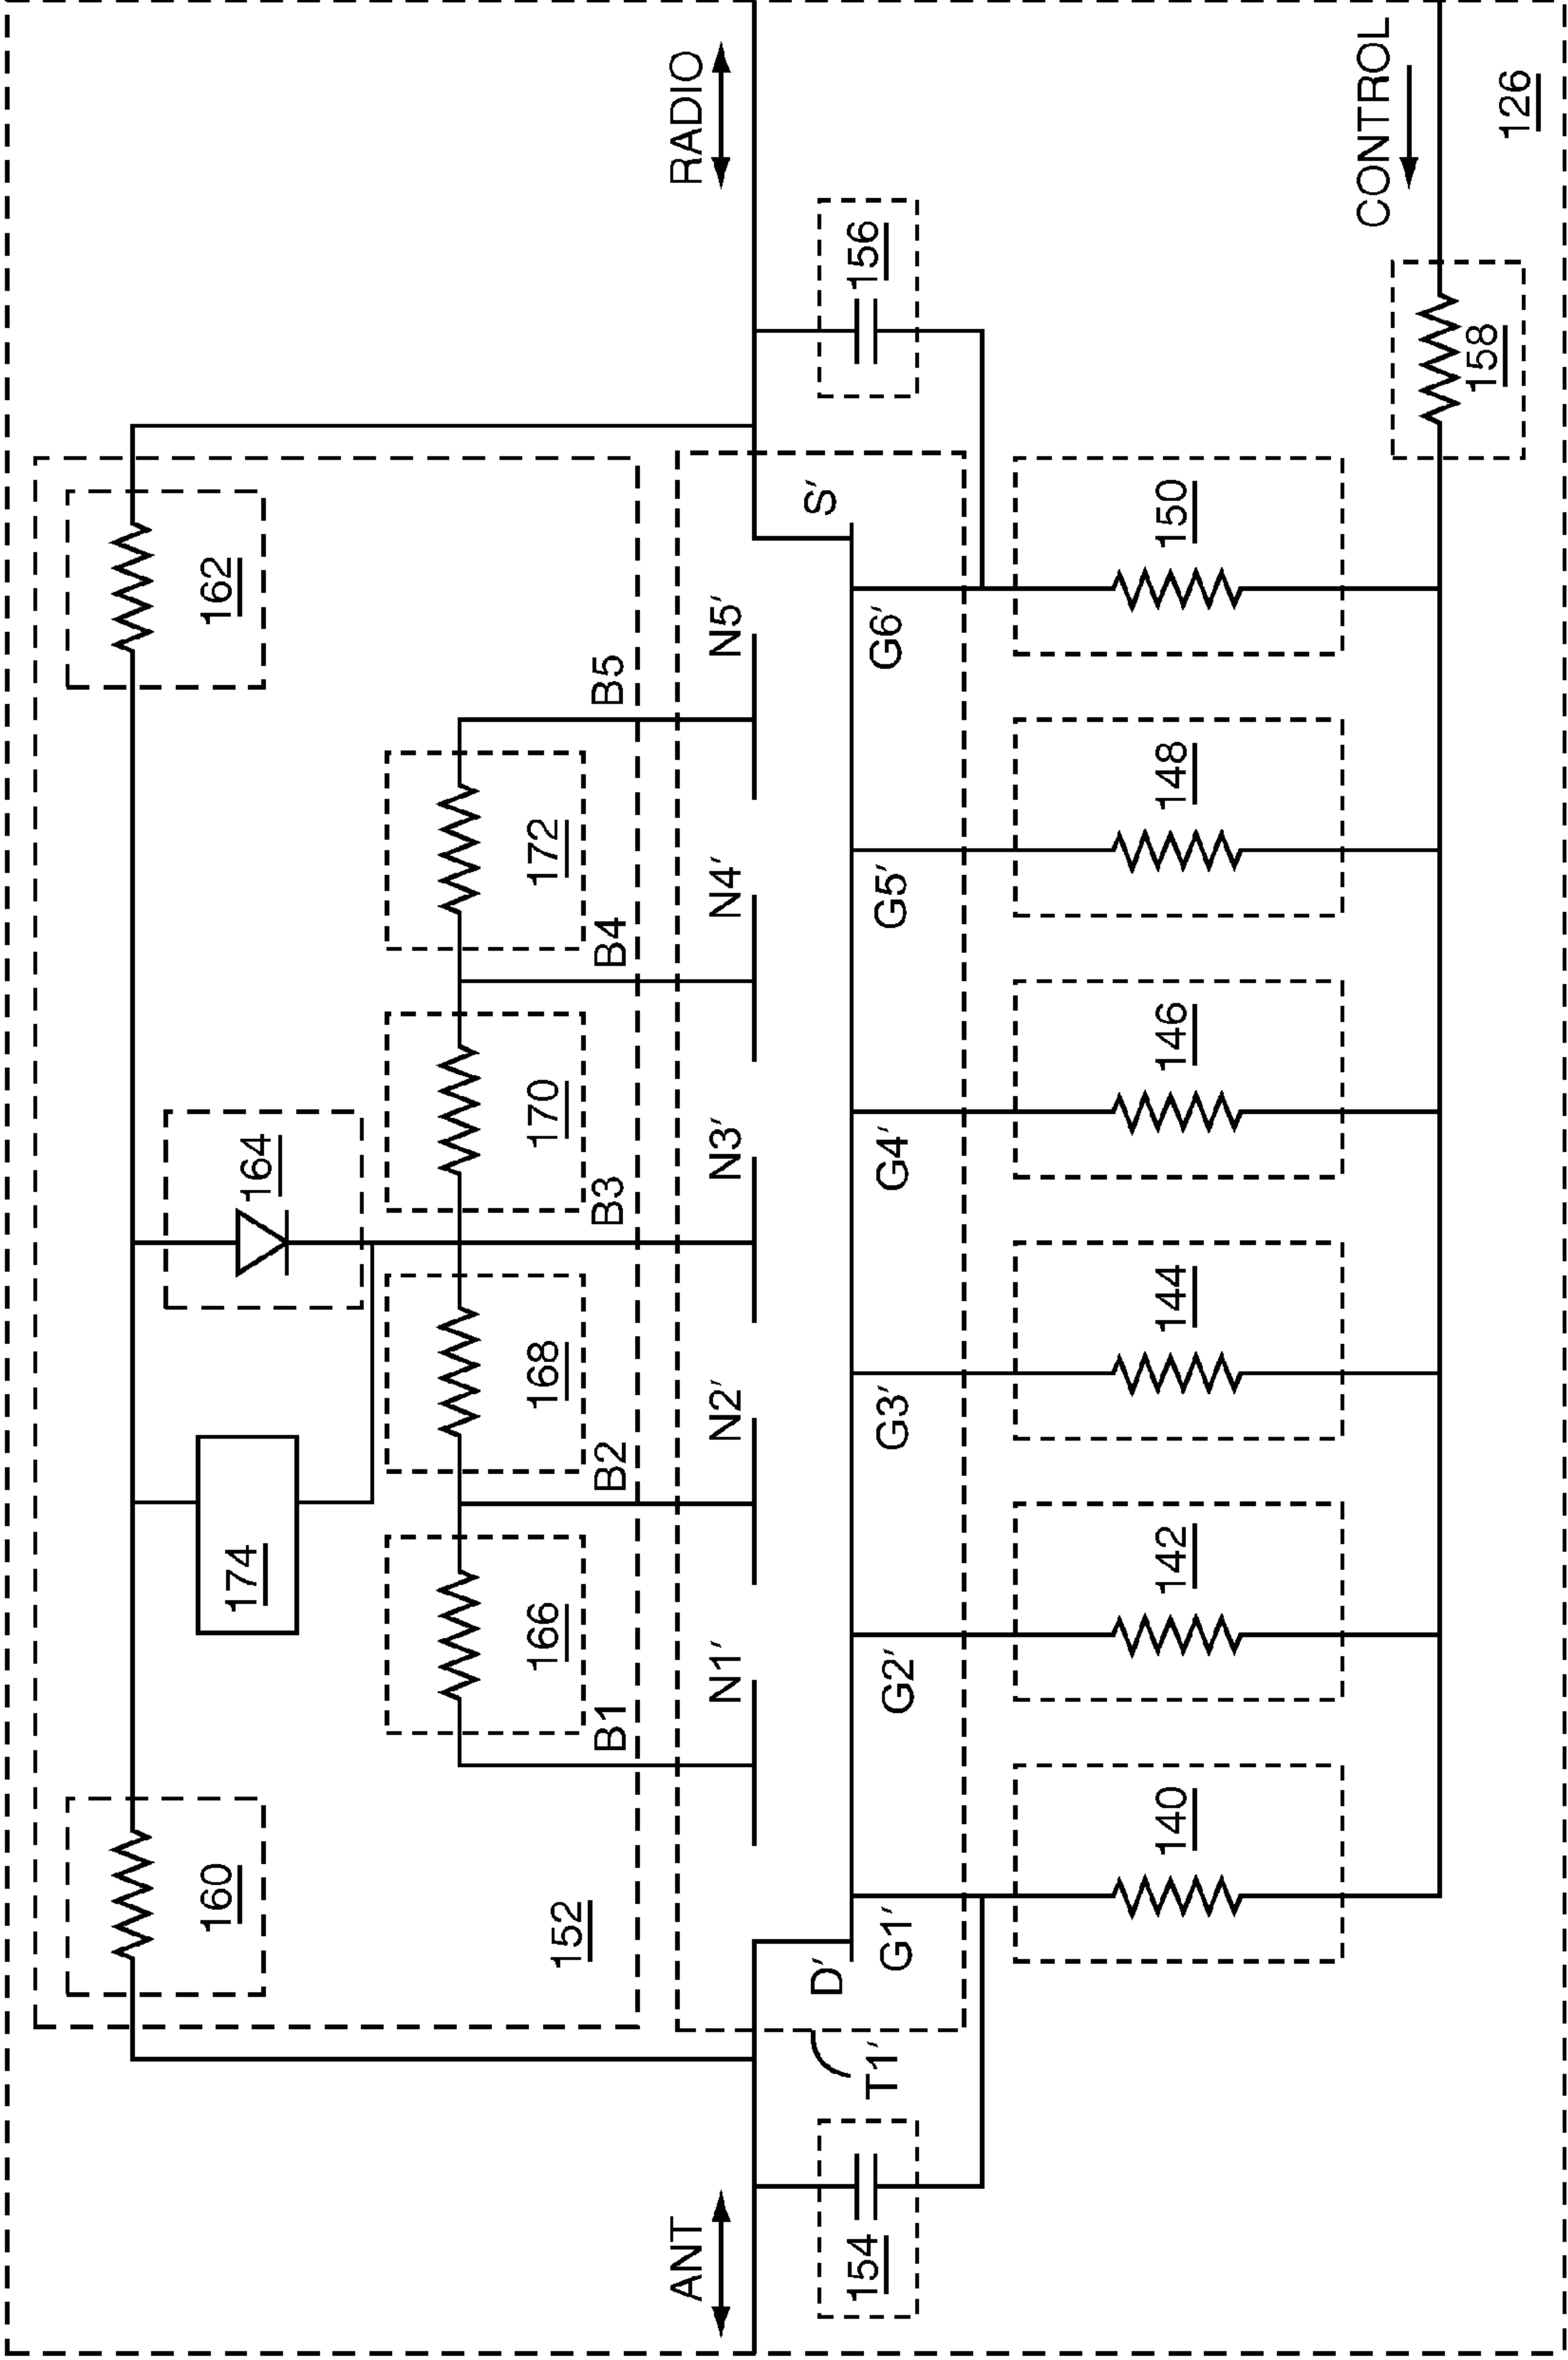 160
162
174
164
166
168
170
172
152
B1
B2
B3
B4
B5
ANT
RADIO
N1′
N2′
N3′
N4′
N5′
D′
S′
T1′
154
156
G1′
G2′
G3′
G4′
G5′
G6′
140
142
144
146
148
150
CONTROL
158
126